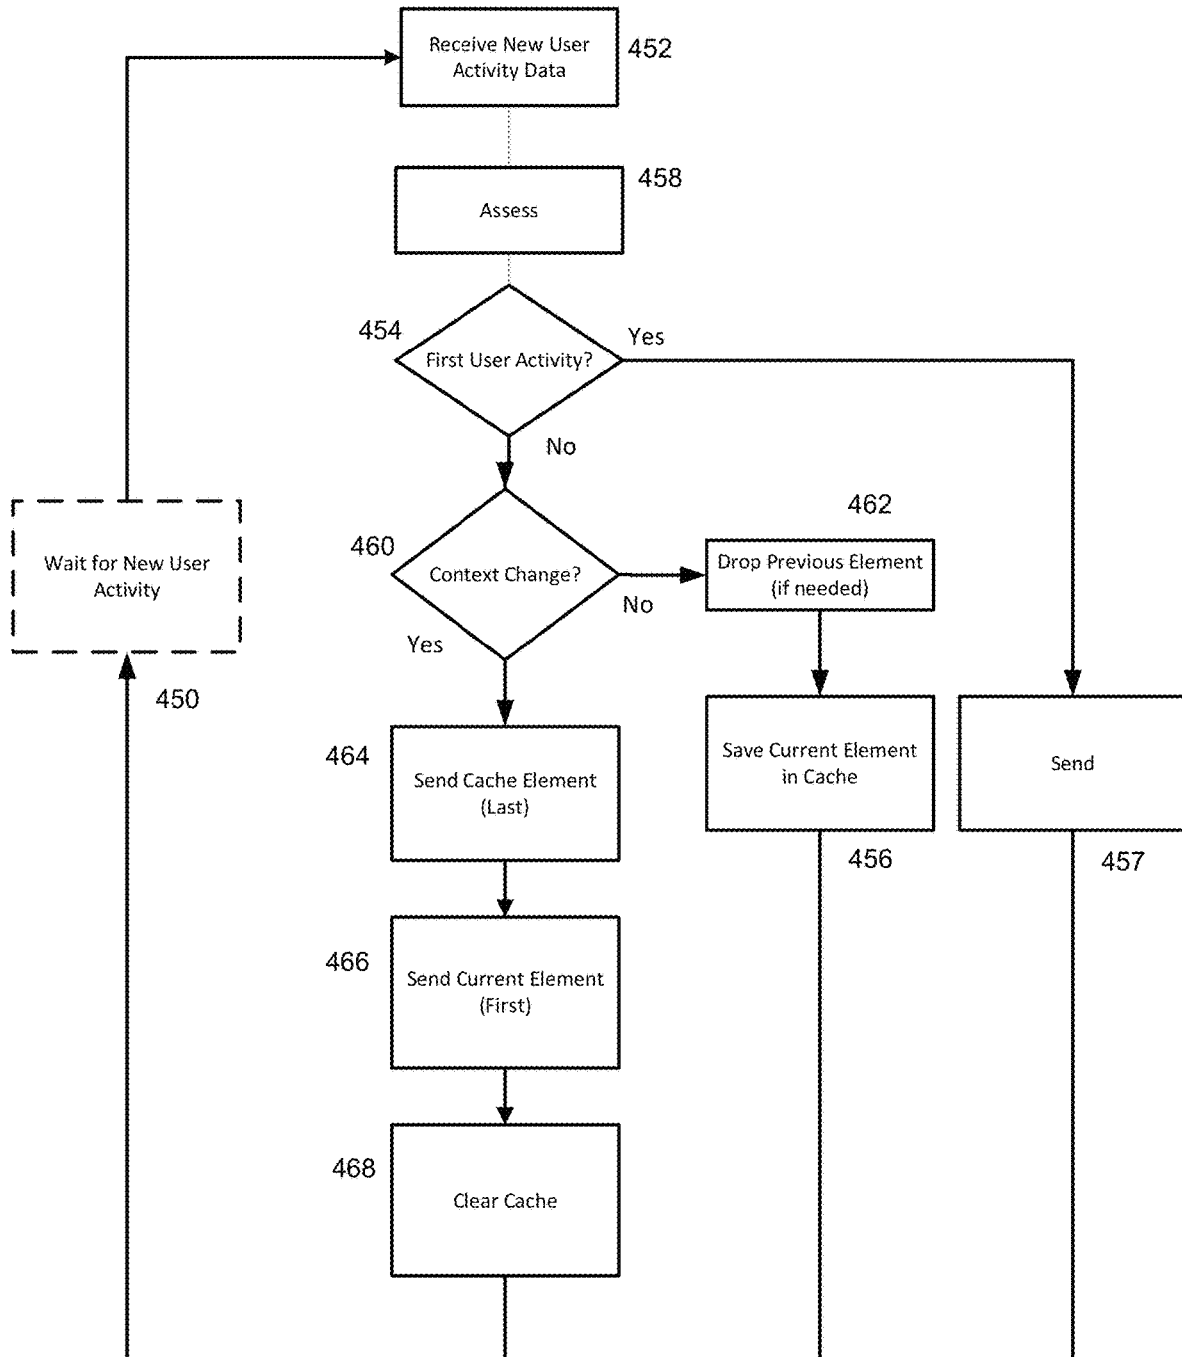 Receive New User
Activity Data
452
458
Assess
454
First User Activity?
Yes
No
462
460
Context Change?
Drop Previous Element
(if needed)
No
Yes
Wait for New User
Activity
450
464
Send Cache Element
(Last)
Save Current Element
in Cache
Send
456
457
466
Send Current Element
(First)
468
Clear Cache